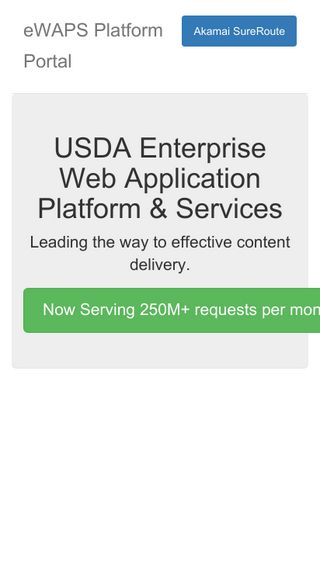 eWAPS Platform
Portal
Akamai SureRoute
USDA Enterprise
Web Application
Platform & Services
Leading the way to effective content
delivery.
Now Serving 250M+ requests per mon